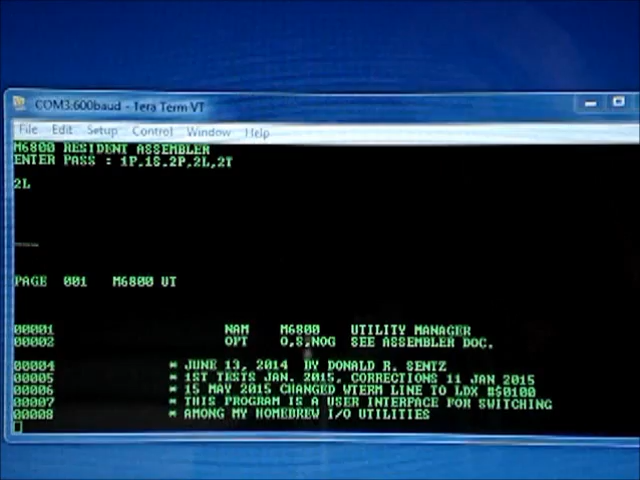 COM3:600baud - Tera Term VT
File Edit Setup Control Window Help
M6800 RESIDENT ASSEMBLER
ENTER PASS : 1P,1S,2P,2L,2T
2L
PAGE 001 M6800 UT
00001 NAM M6800 UTILITY MANAGER
00002 OPT O,S,NOG SEE ASSEMBLER DOC.
00004 * JUNE 13, 2014 BY DONALD R. SENTZ
00005 * 1ST TESTS JAN. 2015, CORRECTIONS 11 JAN 2015
00006 * 15 MAY 2015 CHANGED WTERM LINE TO LDX #$0100
00007 * THIS PROGRAM IS A USER INTERFACE FOR SWITCHING
00008 * AMONG MY HOMEBREW I/O UTILITIES